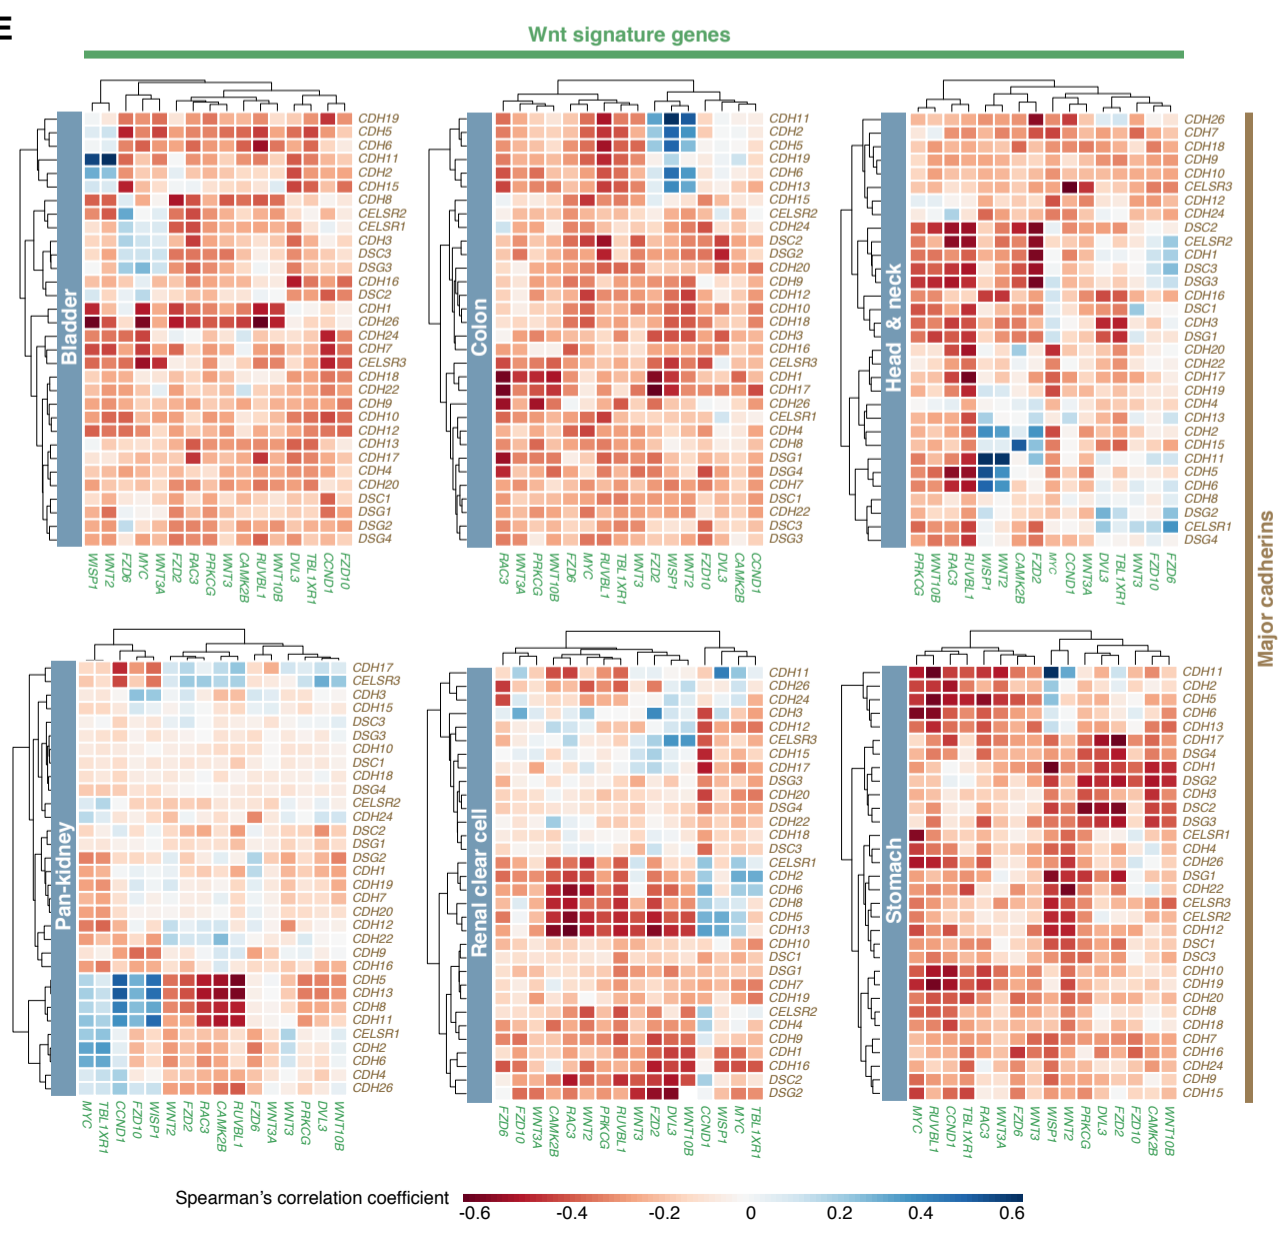 E
Wnt signature genes
Bladder
CDH19
CDH5
CDH6
CDH11
CDH2
CDH15
CDH8
CELSR2
CELSR1
CDH3
DSC3
DSG3
CDH16
DSC2
CDH1
CDH26
CDH24
CDH7
CELSR3
CDH18
CDH22
CDH9
CDH10
CDH12
CDH13
CDH17
CDH4
CDH20
DSC1
DSG1
DSG2
DSG4
WISP1
WNT2
FZD6
MYC
WNT3A
FZD2
RAC3
PRKCG
WNT3
CAMK2B
RUVBL1
WNT10B
DVL3
TBL1XR1
CCND1
FZD10
Colon
CDH11
CDH2
CDH5
CDH19
CDH6
CDH13
CDH15
CELSR2
CDH24
DSC2
DSG2
CDH20
CDH9
CDH12
CDH10
CDH18
CDH3
CDH16
CELSR3
CDH1
CDH17
CDH26
CELSR1
CDH4
CDH8
DSG1
DSG4
CDH7
DSC1
CDH22
DSC3
DSG3
RAC3
WNT3A
PRKCG
WNT10B
FZD6
MYC
RUVBL1
TBL1XR1
WNT3
FZD2
WISP1
WNT2
FZD10
DVL3
CAMK2B
CCND1
Head & neck
CDH26
CDH7
CDH18
CDH9
CDH10
CELSR3
CDH12
CDH24
DSC2
CELSR2
CDH1
DSC3
DSG3
CDH16
DSC1
CDH3
DSG1
CDH20
CDH22
CDH17
CDH19
CDH4
CDH13
CDH2
CDH15
CDH11
CDH5
CDH6
CDH8
DSG2
CELSR1
DSG4
PRKCG
WNT10B
RAC3
RUVBL1
WISP1
WNT2
CAMK2B
FZD2
MYC
CCND1
WNT3A
DVL3
TBL1XR1
WNT3
FZD10
FZD6
Major cadherins
Pan-kidney
CDH17
CELSR3
CDH3
CDH15
DSC3
DSG3
CDH10
DSC1
CDH18
DSG4
CELSR2
CDH24
DSC2
DSG1
DSG2
CDH1
CDH19
CDH7
CDH20
CDH12
CDH22
CDH9
CDH16
CDH5
CDH13
CDH8
CDH11
CELSR1
CDH2
CDH6
CDH4
CDH26
MYC
TBL1XR1
CCND1
FZD10
WISP1
WNT2
FZD2
RAC3
CAMK2B
RUVBL1
FZD6
WNT3A
WNT3
PRKCG
DVL3
WNT10B
Renal clear cell
CDH11
CDH26
CDH24
CDH3
CDH12
CELSR3
CDH15
CDH17
DSG3
CDH20
DSG4
CDH22
CDH18
DSC3
CELSR1
CDH2
CDH6
CDH8
CDH5
CDH13
CDH10
DSC1
DSG1
CDH7
CDH19
CELSR2
CDH4
CDH9
CDH1
CDH16
DSC2
DSG2
FZD6
FZD10
WNT3A
CAMK2B
RAC3
WNT2
PRKCG
RUVBL1
WNT3
FZD2
DVL3
WNT10B
CCND1
WISP1
MYC
TBL1XR1
Stomach
CDH11
CDH2
CDH5
CDH6
CDH13
CDH17
DSG4
CDH1
DSG2
CDH3
DSC2
DSG3
CELSR1
CDH4
CDH26
DSG1
CDH22
CELSR3
CELSR2
CDH12
DSC1
DSC3
CDH10
CDH19
CDH20
CDH8
CDH18
CDH7
CDH16
CDH24
CDH9
CDH15
MYC
RUVBL1
CCND1
TBL1XR1
RAC3
WNT3A
FZD6
WNT3
WISP1
WNT2
PRKCG
DVL3
FZD2
FZD10
CAMK2B
WNT10B
Spearman's correlation coefficient
-0.6 -0.4 -0.2 0 0.2 0.4 0.6